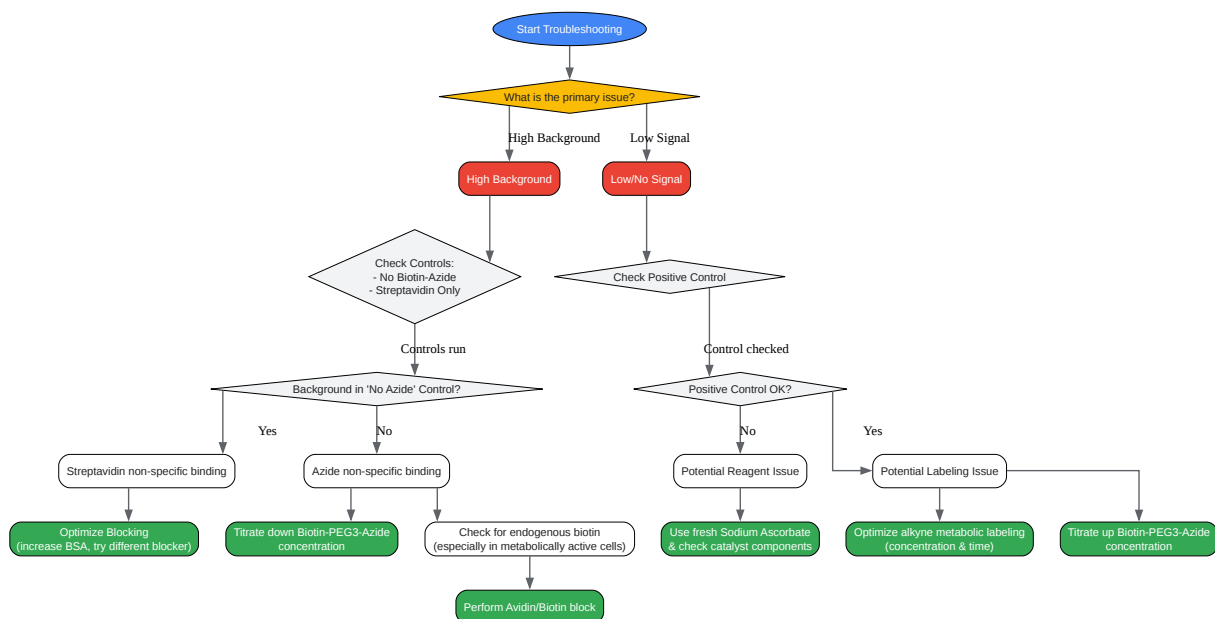 Start Troubleshooting
What is the primary issue?
High Background
Low Signal
High Background
Low/No Signal
Check Controls:
- No Biotin-Azide
- Streptavidin Only
Check Positive Control
Controls run
Control checked
Background in 'No Azide' Control?
Positive Control OK?
Yes
No
No
Yes
Streptavidin non-specific binding
Azide non-specific binding
Potential Reagent Issue
Potential Labeling Issue
Optimize Blocking
(increase BSA, try different blocker)
Titrate down Biotin-PEG3-Azide
concentration
Check for endogenous biotin
(especially in metabolically active cells)
Use fresh Sodium Ascorbate
& check catalyst components
Optimize alkyne metabolic labeling
(concentration & time)
Titrate up Biotin-PEG3-Azide
concentration
Perform Avidin/Biotin block